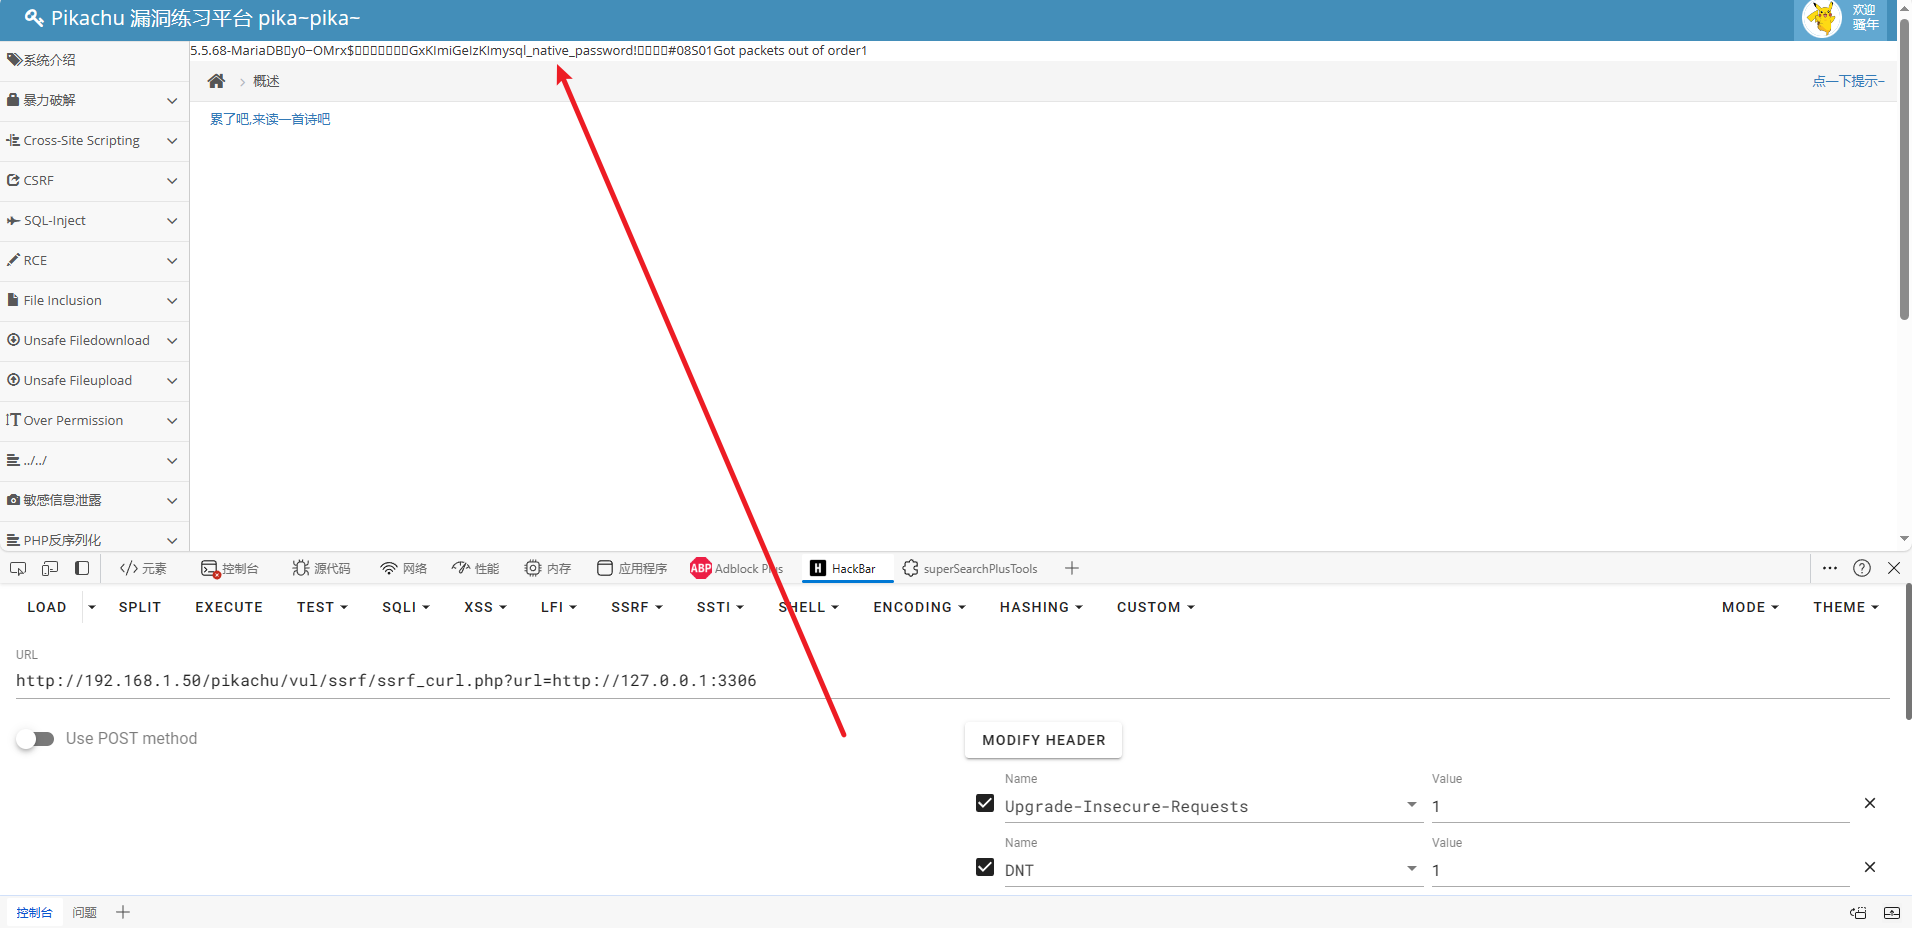 Pikachu 漏洞练习平台 pika~pika~
欢迎
骚年
系统介绍
暴力破解
Cross-Site Scripting
CSRF
SQL-Inject
RCE
File Inclusion
Unsafe Filedownload
Unsafe Fileupload
Over Permission
../../
敏感信息泄露
PHP反序列化
5.5.68-MariaDB▯y0~OMrx$▯▯▯▯▯▯▯GxKImiGeIzKImysql_native_password!▯▯▯▯#08S01Got packets out of order1
概述
点一下提示~
累了吧,来读一首诗吧
元素 控制台 源代码 网络 性能 内存 应用程序 ABP Adblock Plus H HackBar superSearchPlusTools
LOAD SPLIT EXECUTE TEST SQLI XSS LFI SSRF SSTI SHELL ENCODING HASHING CUSTOM MODE THEME
URL
http://192.168.1.50/pikachu/vul/ssrf/ssrf_curl.php?url=http://127.0.0.1:3306
Use POST method
MODIFY HEADER
Name Value
Upgrade-Insecure-Requests 1
Name Value
DNT 1
控制台 问题